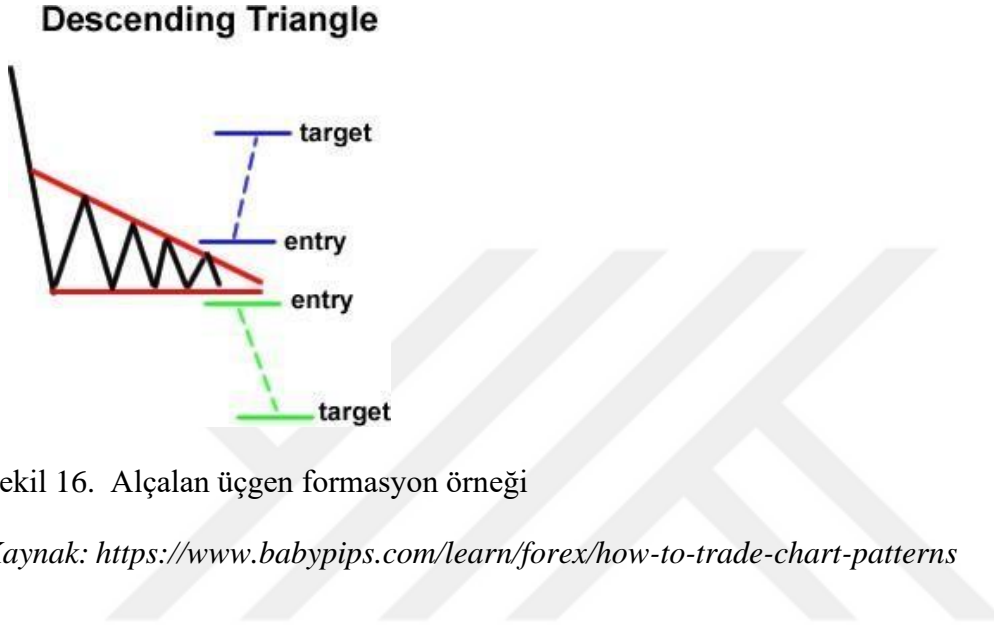 Descending Triangle
target
entry
entry
target
ekil 16. Alçalan üçgen formasyon örneği
Kaynak: https://www.babypips.com/learn/forex/how-to-trade-chart-patterns